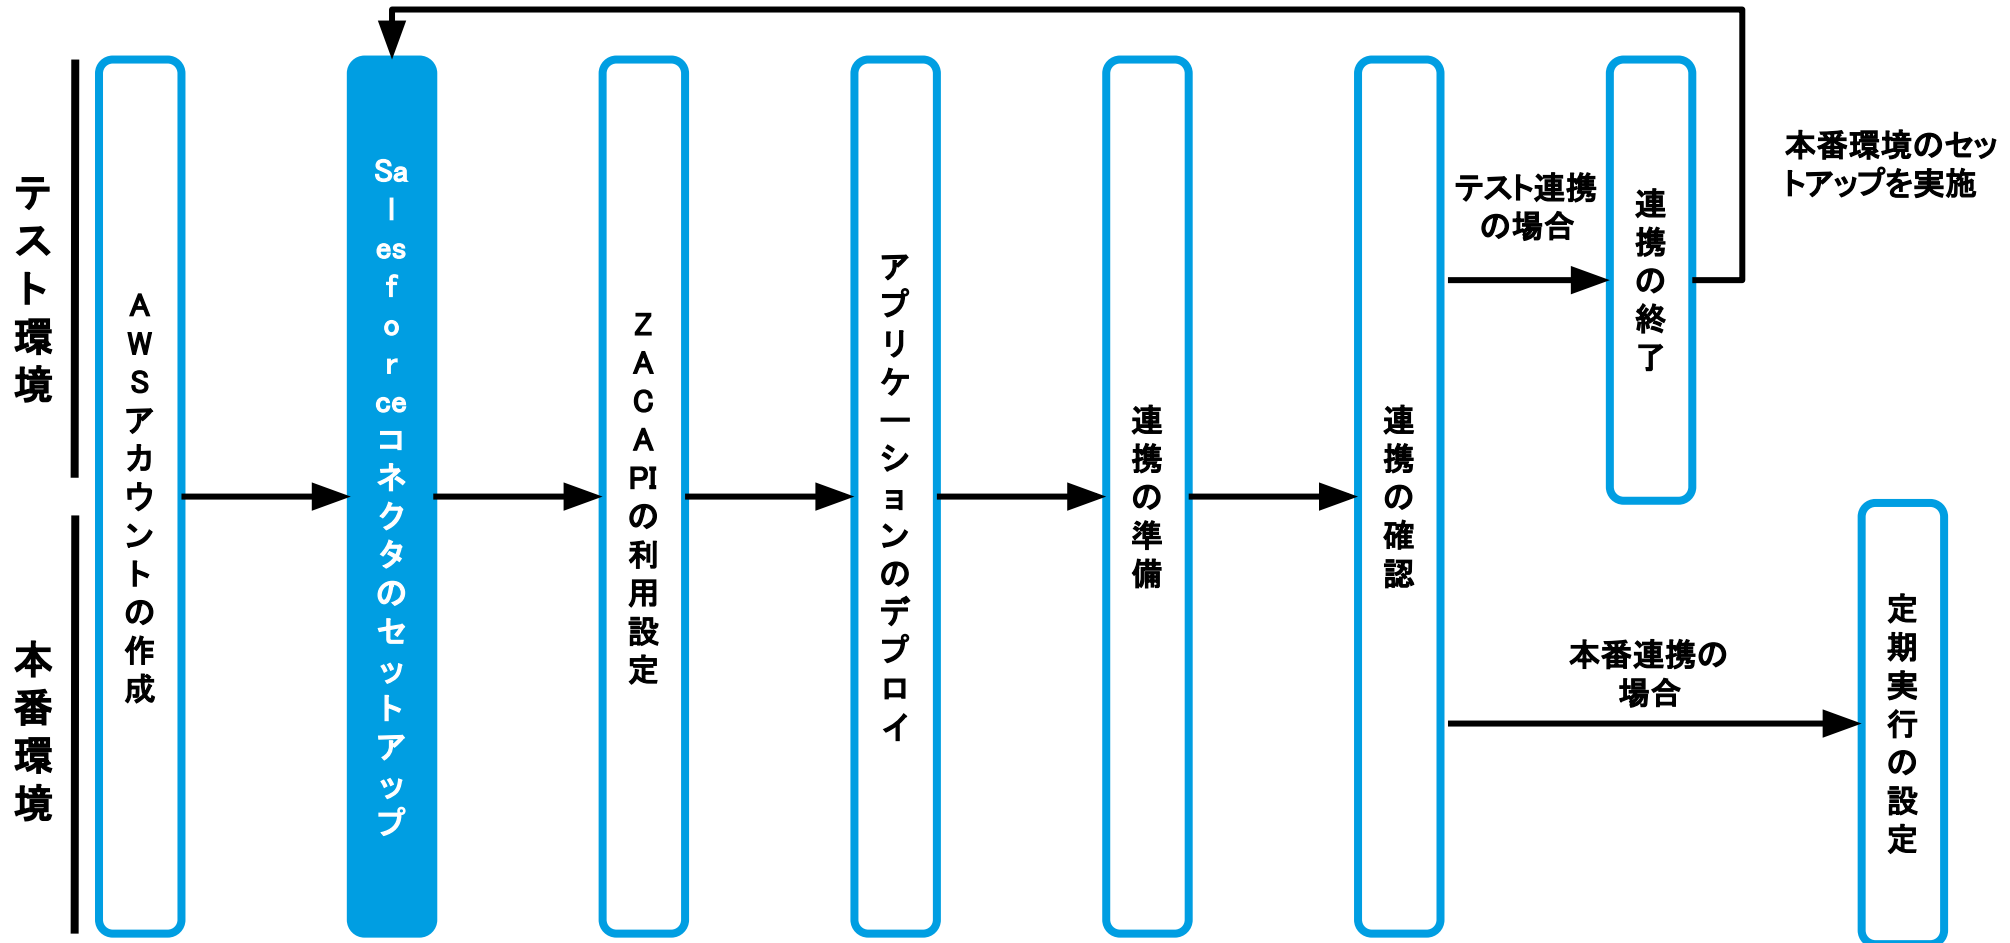 テスト環境
本番環境
AWSアカウントの作成
Salesforceコネクタのセットアップ
ZAC APIの利用設定
アプリケーションのデプロイ
連携の準備
連携の確認
テスト連携
の場合
連携の終了
本番環境のセッ
トアップを実施
本番連携の
場合
定期実行の設定